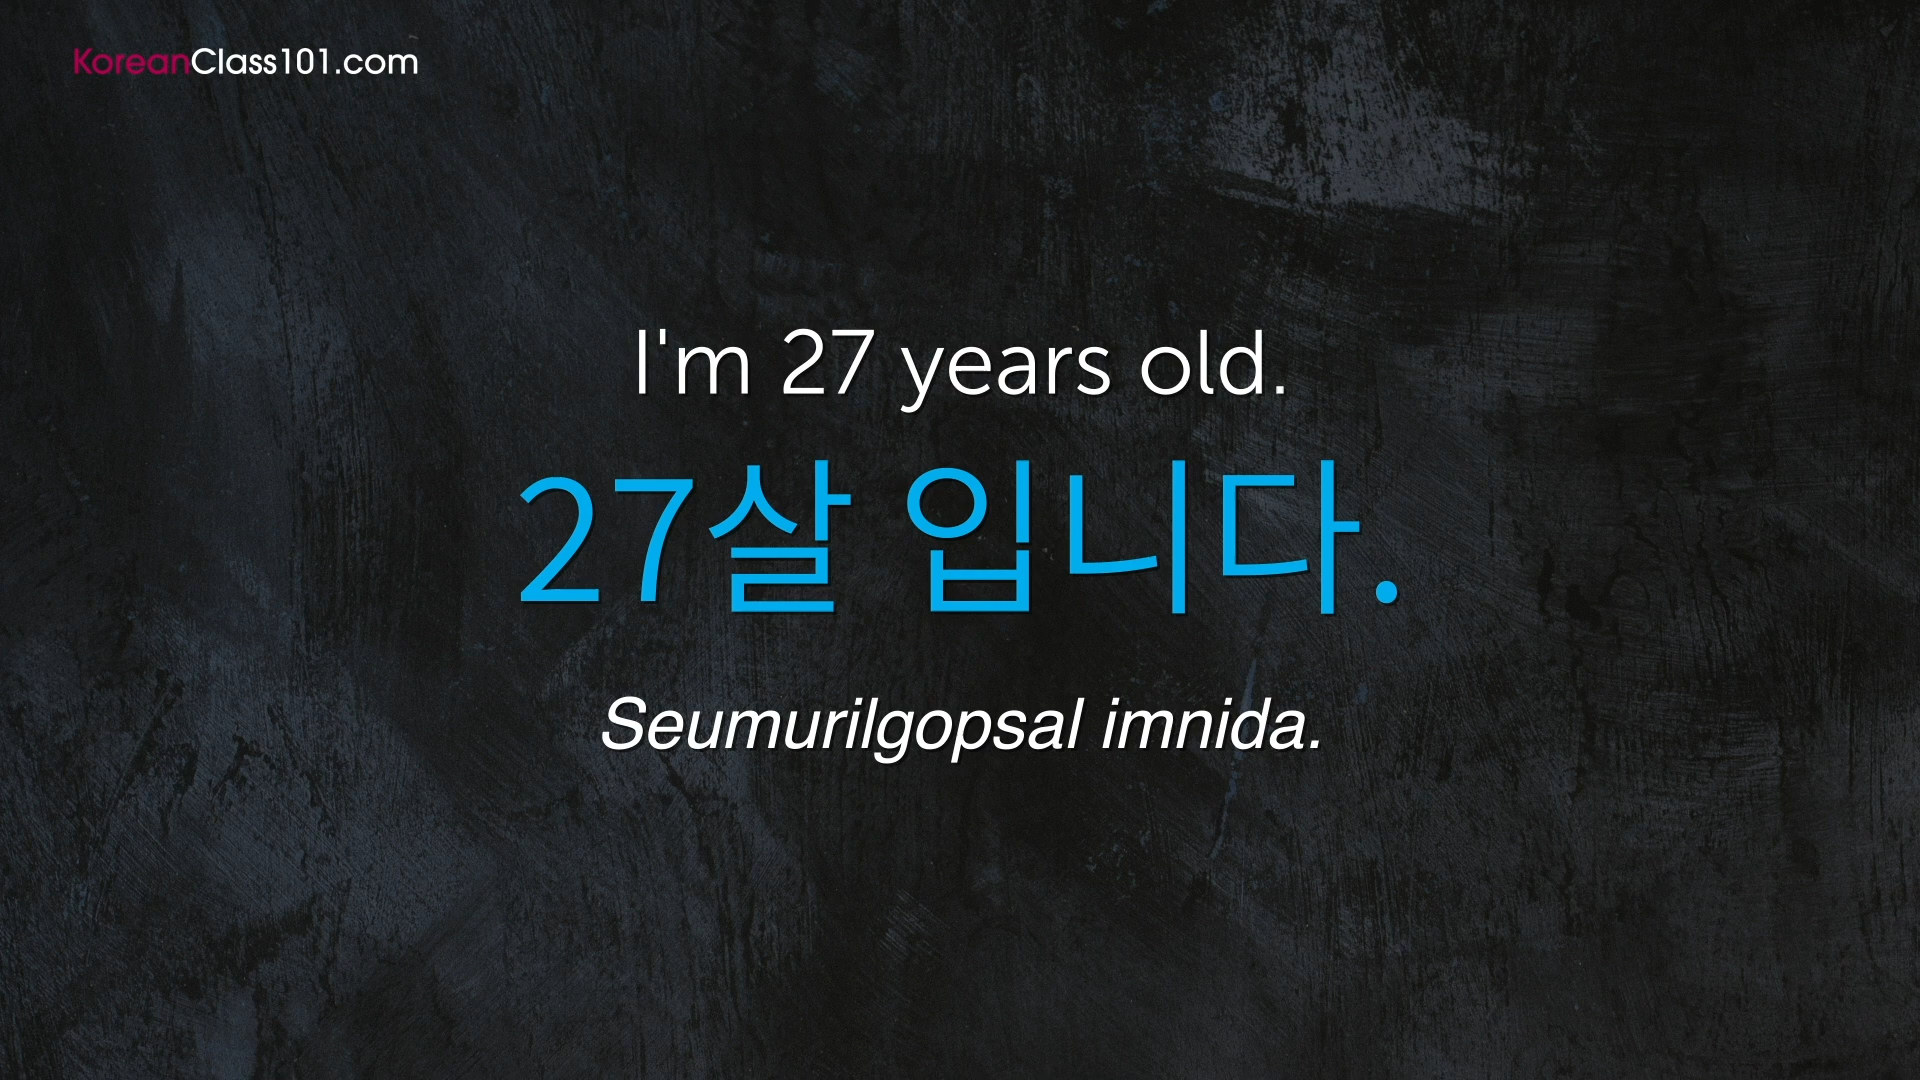 KoreanClass101.com
I'm 27 years old.
27살 입니다.
Seumurilgopsal imnida.